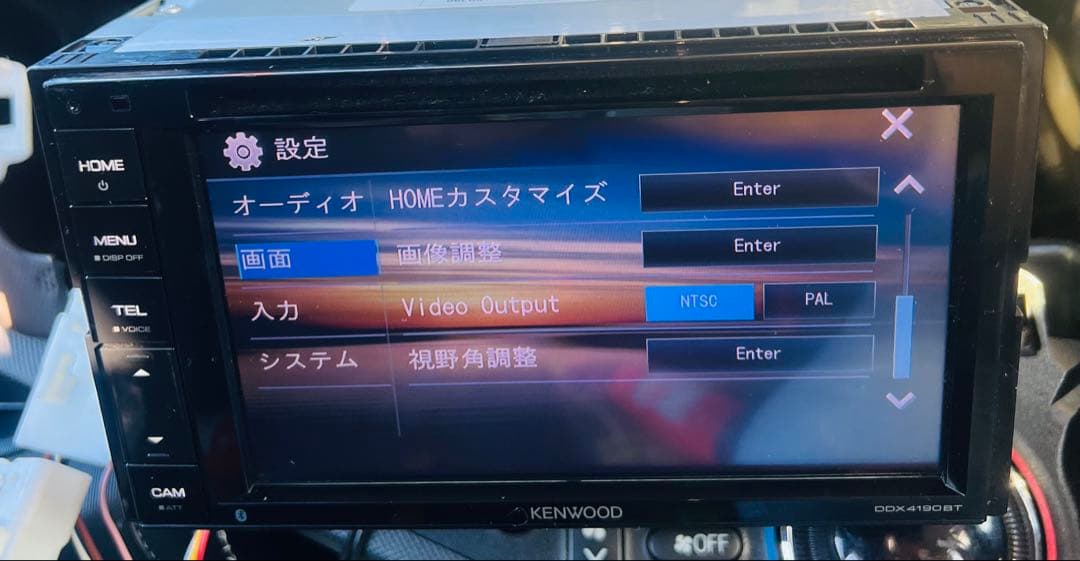 設定
HOME
MENU
DISP OFF
TEL
VOICE
CAM
ATT
オーディオ
HOMEカスタマイズ
Enter
画面
画像調整
Enter
入力
Video Output
NTSC
PAL
システム
視野角調整
Enter
KENWOOD
DDX4190BT
OFF